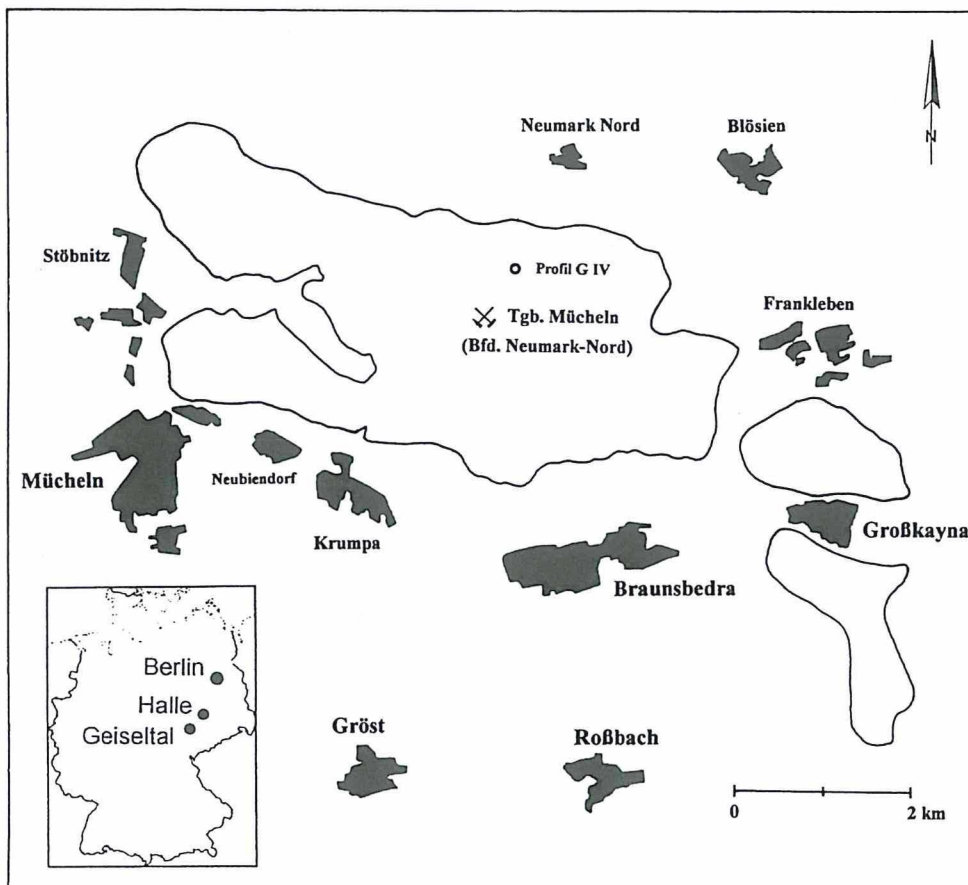 N
Neumark Nord
Blösien
Stöbnitz
Profil G IV
Tgb. Mücheln
(Bfd. Neumark-Nord)
Frankleben
Mücheln
Neubiendorf
Krumpa
Großkayna
Braunsbedra
Berlin
Halle
Geiseltal
Gröst
Roßbach
0
2 km